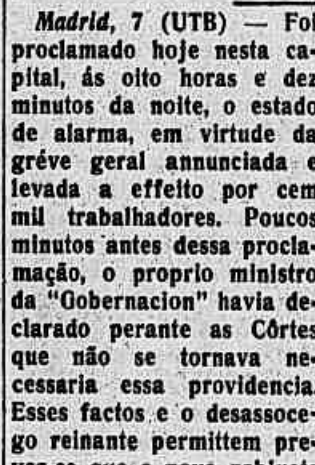 Madrid, 7 (UTB) — Foi
proclamado hoje nesta ca-
pital, ás oito horas e dez
minutos da noite, o estado
de alarma, em virtude da
gréve geral annunciada e
levada a effeito por cem
mil trabalhadores. Poucos
minutos antes dessa procla-
mação, o proprio ministro
da "Gobernacion" havia de-
clarado perante as Côrtes
que não se tornava ne-
cessaria essa providencia.
Esses factos e o desassoce-
go reinante permittem pre-